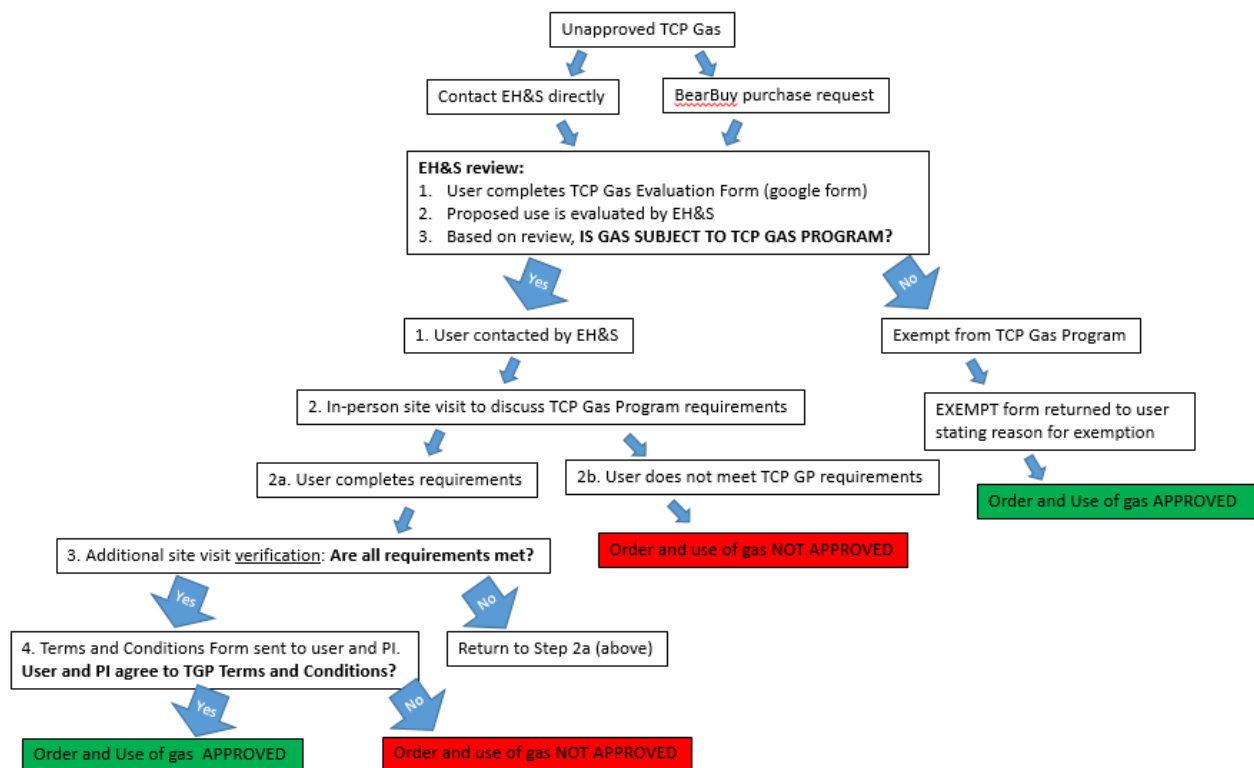 Unapproved TCP Gas
Contact EH&S directly
BearBuy purchase request
EH&S review:
1. User completes TCP Gas Evaluation Form (google form)
2. Proposed use is evaluated by EH&S
3. Based on review, IS GAS SUBJECT TO TCP GAS PROGRAM?
Yes
No
1. User contacted by EH&S
Exempt from TCP Gas Program
2. In-person site visit to discuss TCP Gas Program requirements
EXEMPT form returned to user
stating reason for exemption
2a. User completes requirements
2b. User does not meet TCP GP requirements
Order and Use of gas APPROVED
3. Additional site visit verification: Are all requirements met?
Order and use of gas NOT APPROVED
Yes
No
4. Terms and Conditions Form sent to user and PI.
User and PI agree to TGP Terms and Conditions?
Return to Step 2a (above)
Yes
No
Order and Use of gas  APPROVED
Order and use of gas NOT APPROVED